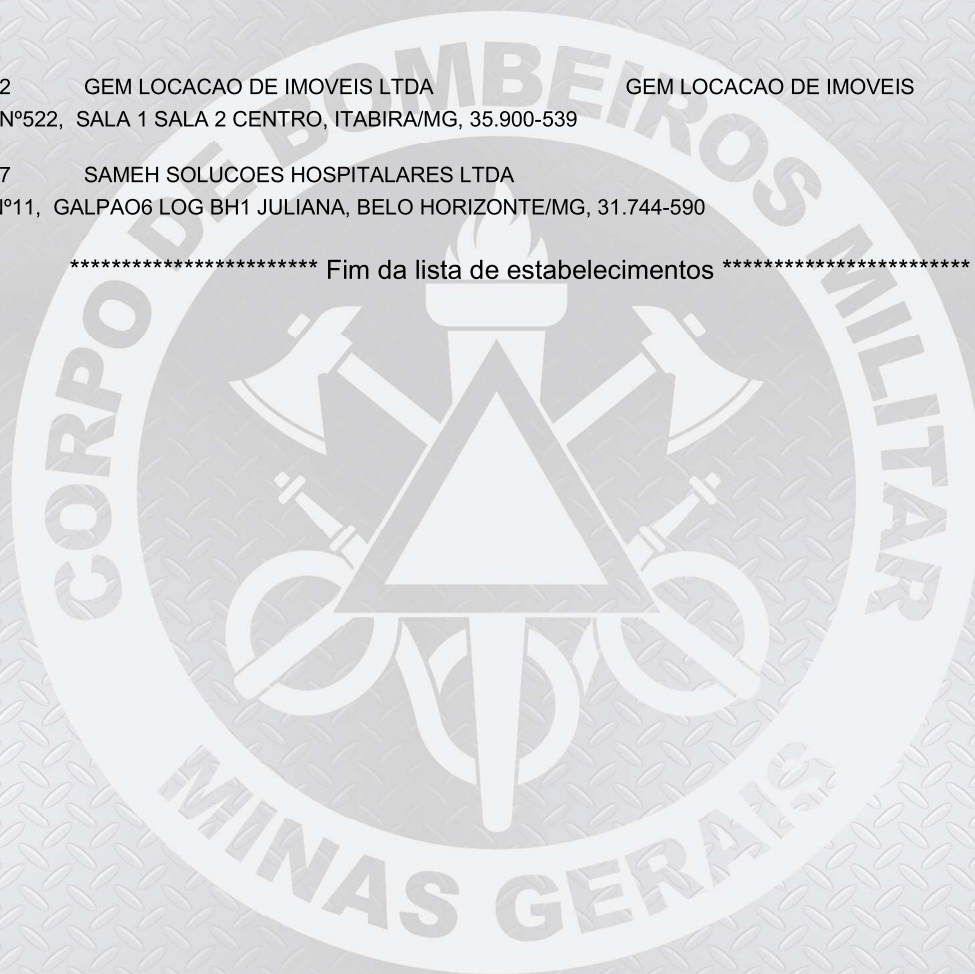 2 GEM LOCACAO DE IMOVEIS LTDA GEM LOCACAO DE IMOVEIS
Nº522, SALA 1 SALA 2 CENTRO, ITABIRA/MG, 35.900-539
7 SAMEH SOLUCOES HOSPITALARES LTDA
Nº11, GALPAO6 LOG BH1 JULIANA, BELO HORIZONTE/MG, 31.744-590
************************ Fim da lista de estabelecimentos ************************
CORPO DE BOMBEIROS MILITAR
MINAS GERAIS